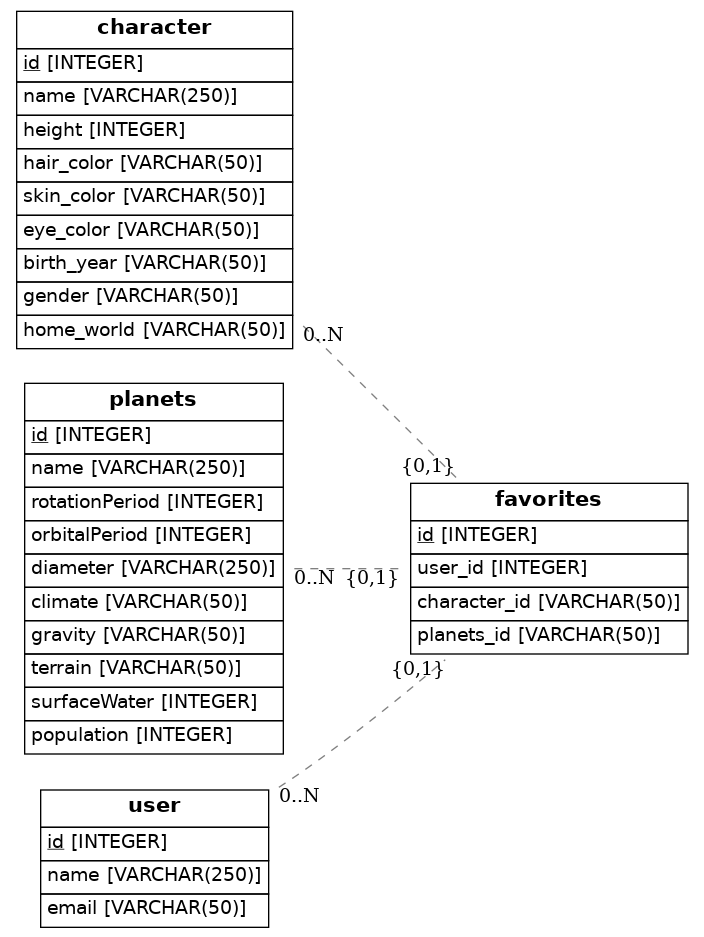 character
id [INTEGER]
name [VARCHAR(250)]
height [INTEGER]
hair_color [VARCHAR(50)]
skin_color [VARCHAR(50)]
eye_color [VARCHAR(50)]
birth_year [VARCHAR(50)]
gender [VARCHAR(50)]
home_world [VARCHAR(50)]
0..N
{0,1}
planets
id [INTEGER]
name [VARCHAR(250)]
rotationPeriod [INTEGER]
orbitalPeriod [INTEGER]
diameter [VARCHAR(250)]
climate [VARCHAR(50)]
gravity [VARCHAR(50)]
terrain [VARCHAR(50)]
surfaceWater [INTEGER]
population [INTEGER]
0..N {0,1}
favorites
id [INTEGER]
user_id [INTEGER]
character_id [VARCHAR(50)]
planets_id [VARCHAR(50)]
{0,1}
0..N
user
id [INTEGER]
name [VARCHAR(250)]
email [VARCHAR(50)]